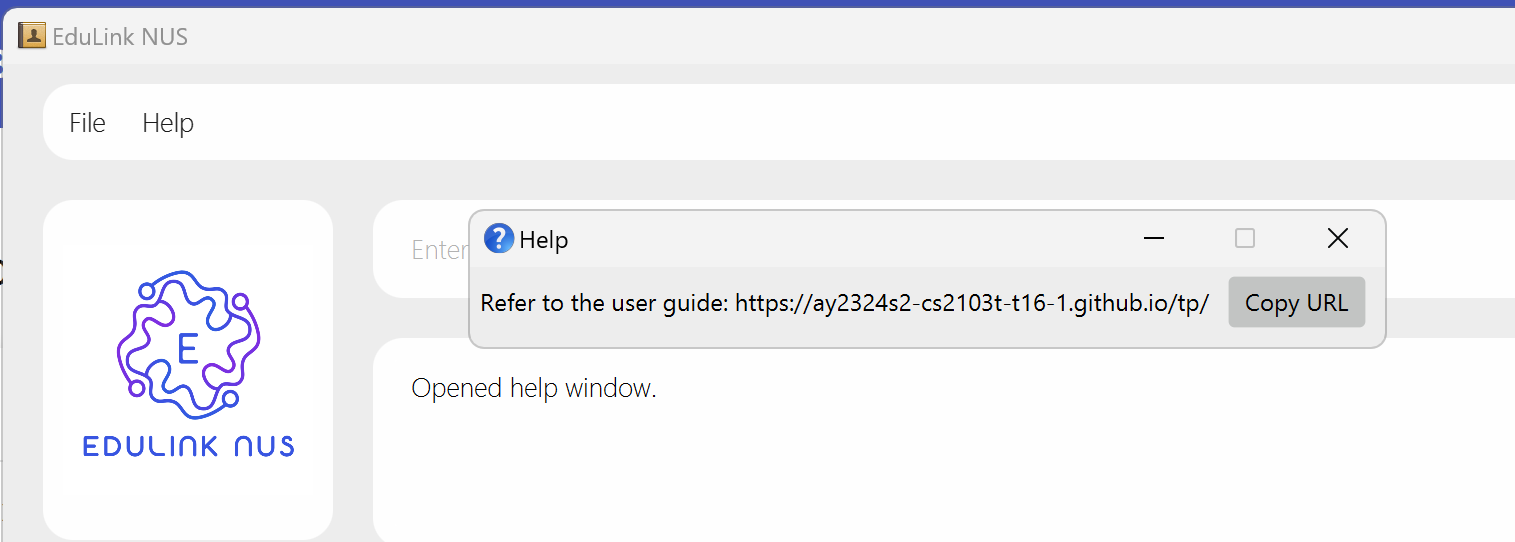 EduLink NUS
File Help
Enter
Help
Refer to the user guide: https://ay2324s2-cs2103t-t16-1.github.io/tp/ Copy URL
E
EDULINK NUS
Opened help window.